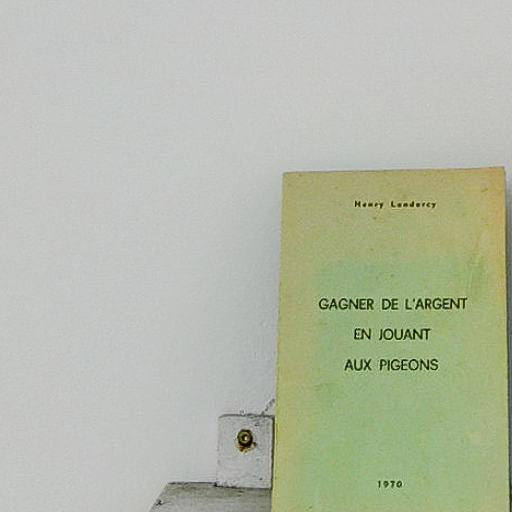 Henry Landercy
GAGNER DE L'ARGENT
EN JOUANT
AUX PIGEONS
1970